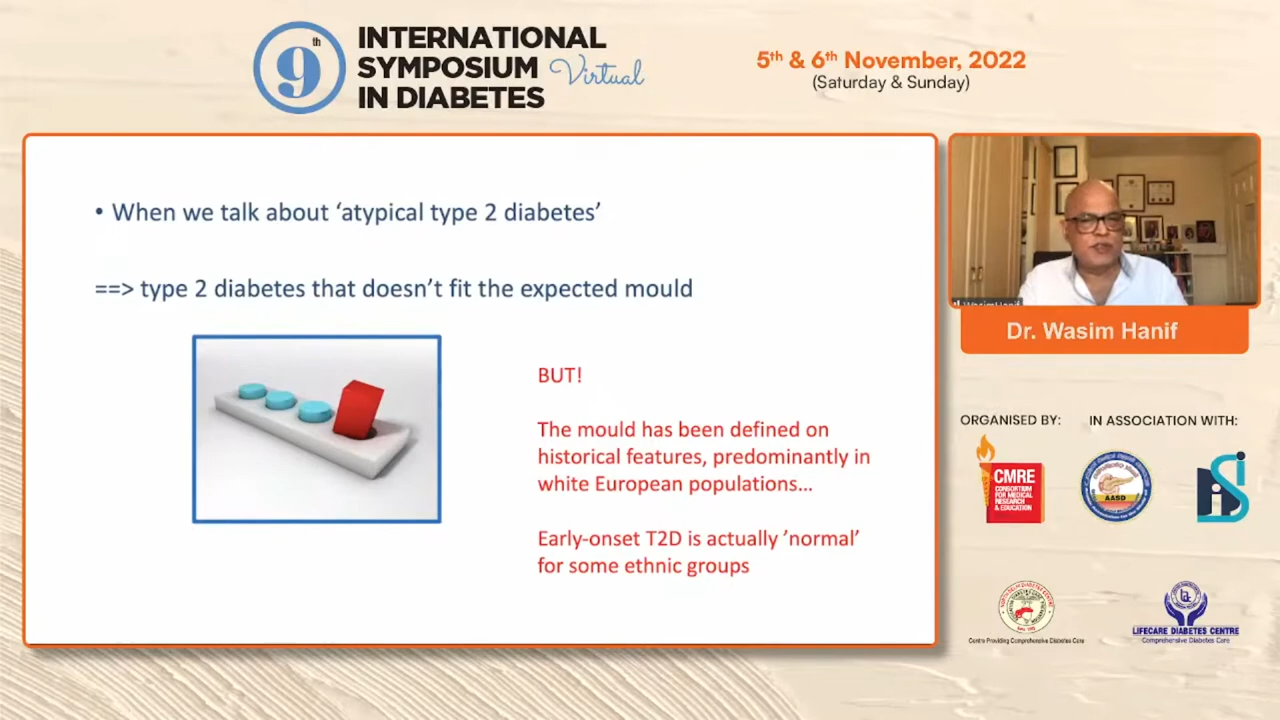 9th
INTERNATIONAL
SYMPOSIUM Virtual
IN DIABETES
5th & 6th November, 2022
(Saturday & Sunday)
• When we talk about ‘atypical type 2 diabetes’
==> type 2 diabetes that doesn’t fit the expected mould
BUT!
The mould has been defined on
historical features, predominantly in
white European populations...
Early-onset T2D is actually ’normal’
for some ethnic groups
WasimHanif
Dr. Wasim Hanif
ORGANISED BY:
IN ASSOCIATION WITH:
CMRE
CONSORTIUM
FOR MEDICAL
RESEARCH
& EDUCATION
AASD
Centre Providing Comprehensive Diabetes Care
LIFECARE DIABETES CENTRE
Comprehensive Diabetes Care